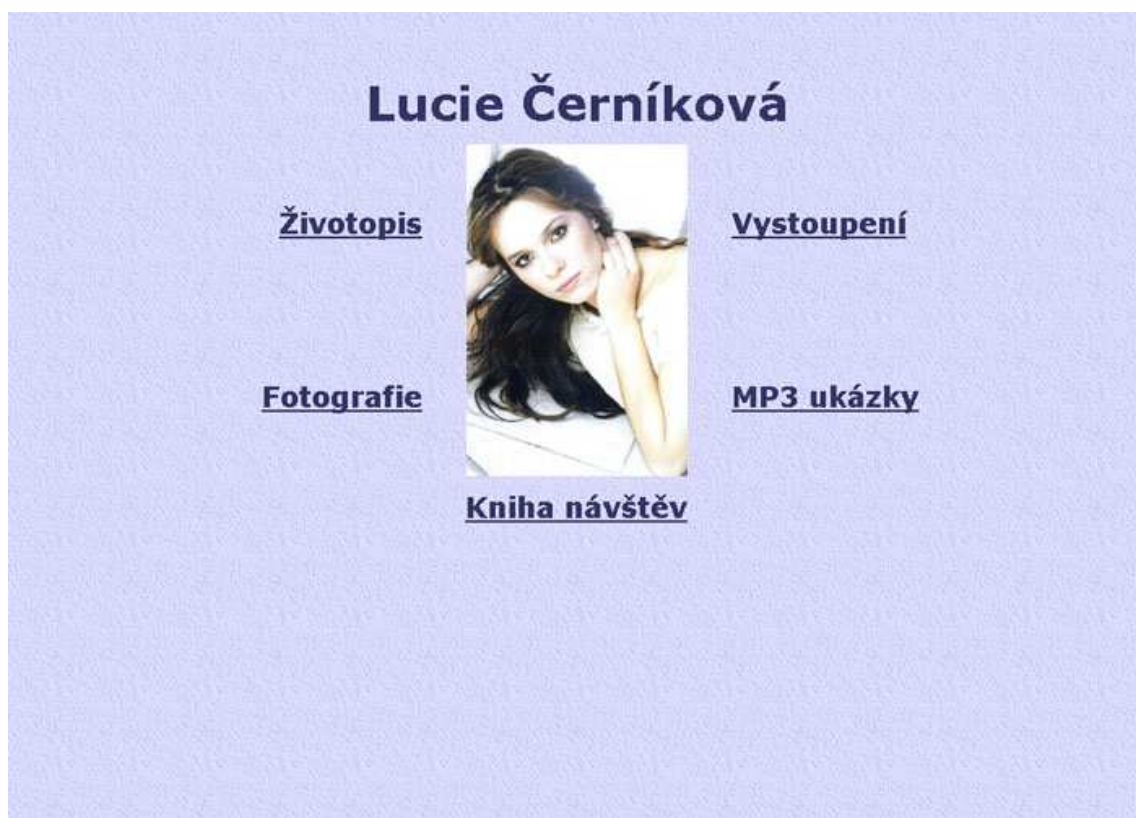 Lucie Černíková
Životopis
Vystoupení
Fotografie
MP3 ukázky
Kniha návštěv